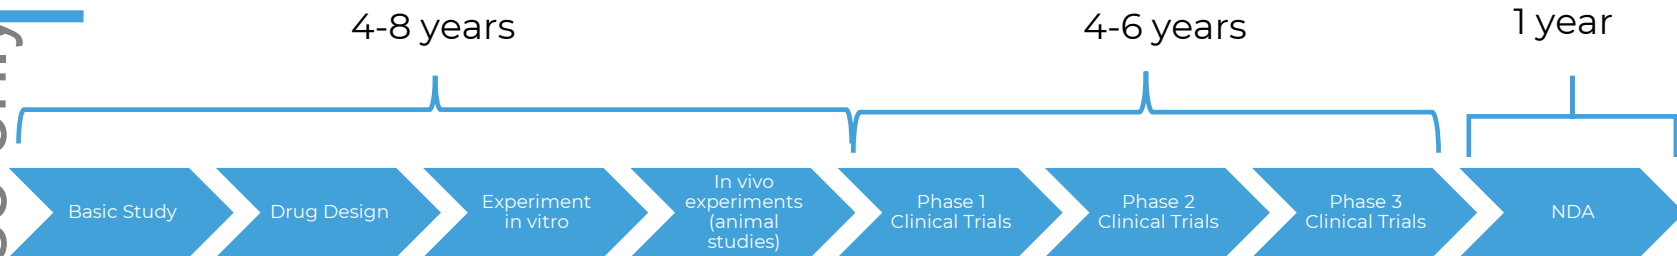 4-8 years
4-6 years
1 year
Basic Study
Drug Design
Experiment
in vitro
In vivo
experiments
(animal
studies)
Phase 1
Clinical Trials
Phase 2
Clinical Trials
Phase 3
Clinical Trials
NDA